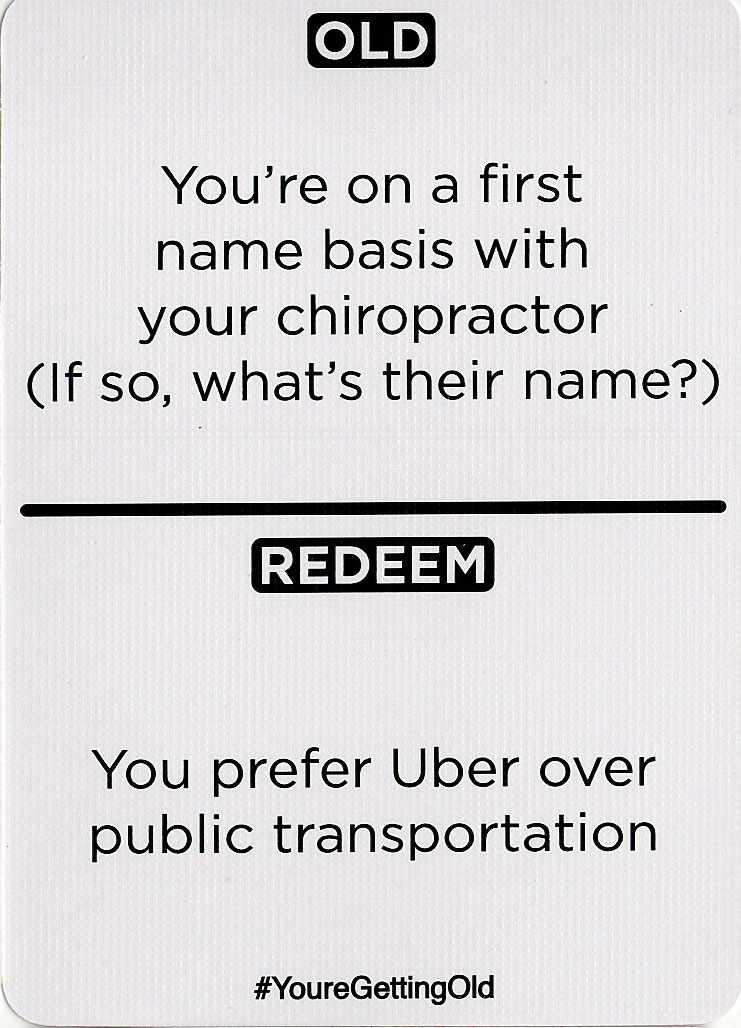 OLD
You’re on a first
name basis with
your chiropractor
(If so, what’s their name?)
REDEEM
You prefer Uber over
public transportation
#YoureGettingOld